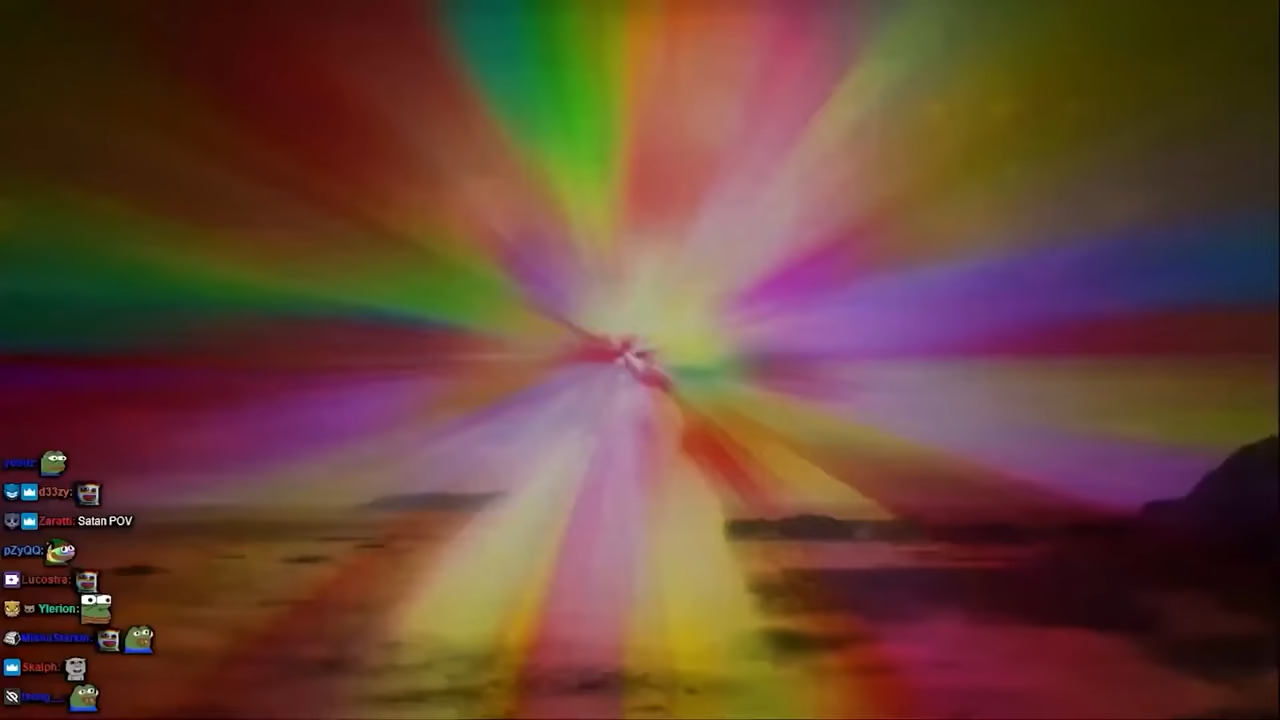 d33zy:
Zaratti: Satan POV
pZyQQ:
Lucostra:
Ylerion:
Skalph: